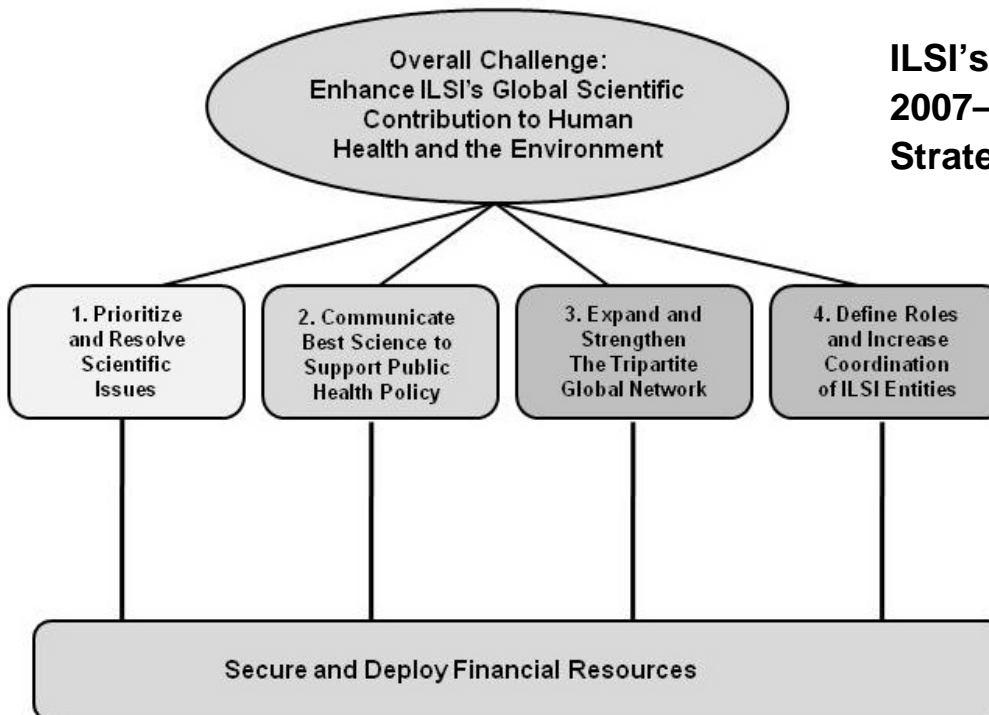 Overall Challenge:
Enhance ILSI's Global Scientific
Contribution to Human
Health and the Environment
ILSI's
2007–
1. Prioritize
and Resolve
Scientific
Issues
2. Communicate
Best Science to
Support Public
Health Policy
3. Expand and
Strengthen
The Tripartite
Global Network
4. Define Roles
and Increase
Coordination
of ILSI Entities
Secure and Deploy Financial Resources